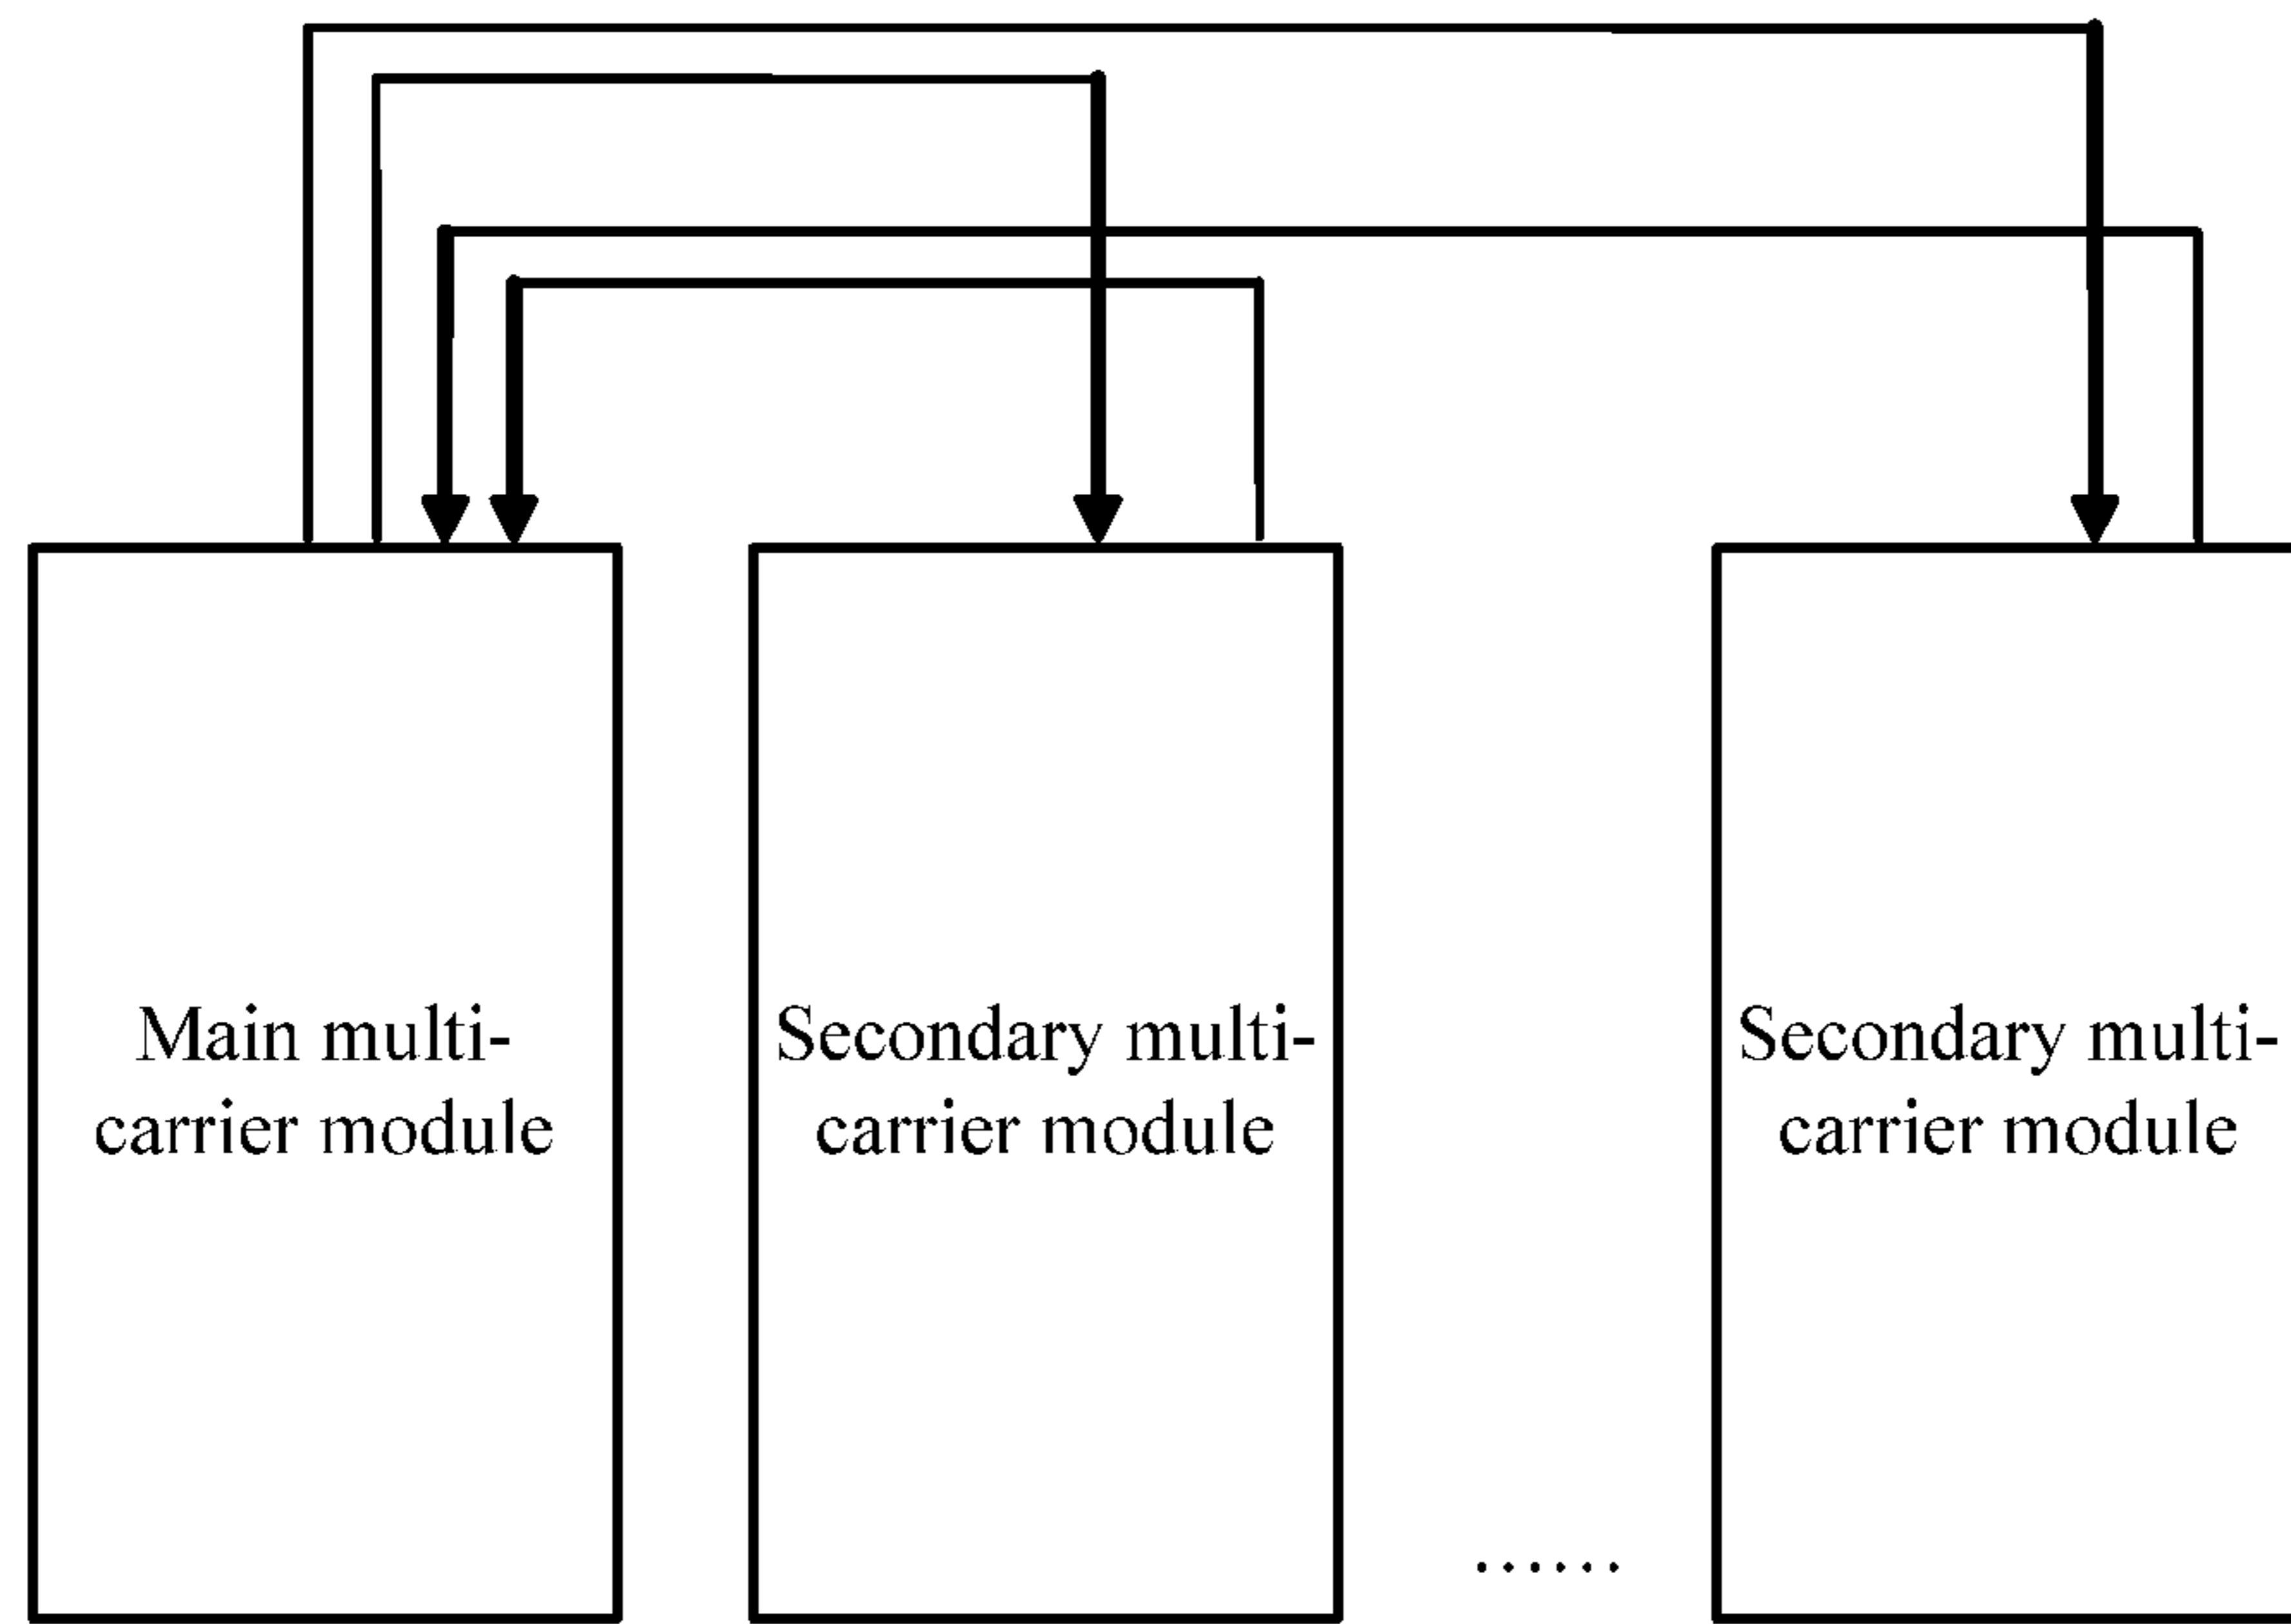 Main multi-
carrier module
Secondary multi-
carrier module
......
Secondary multi-
carrier module